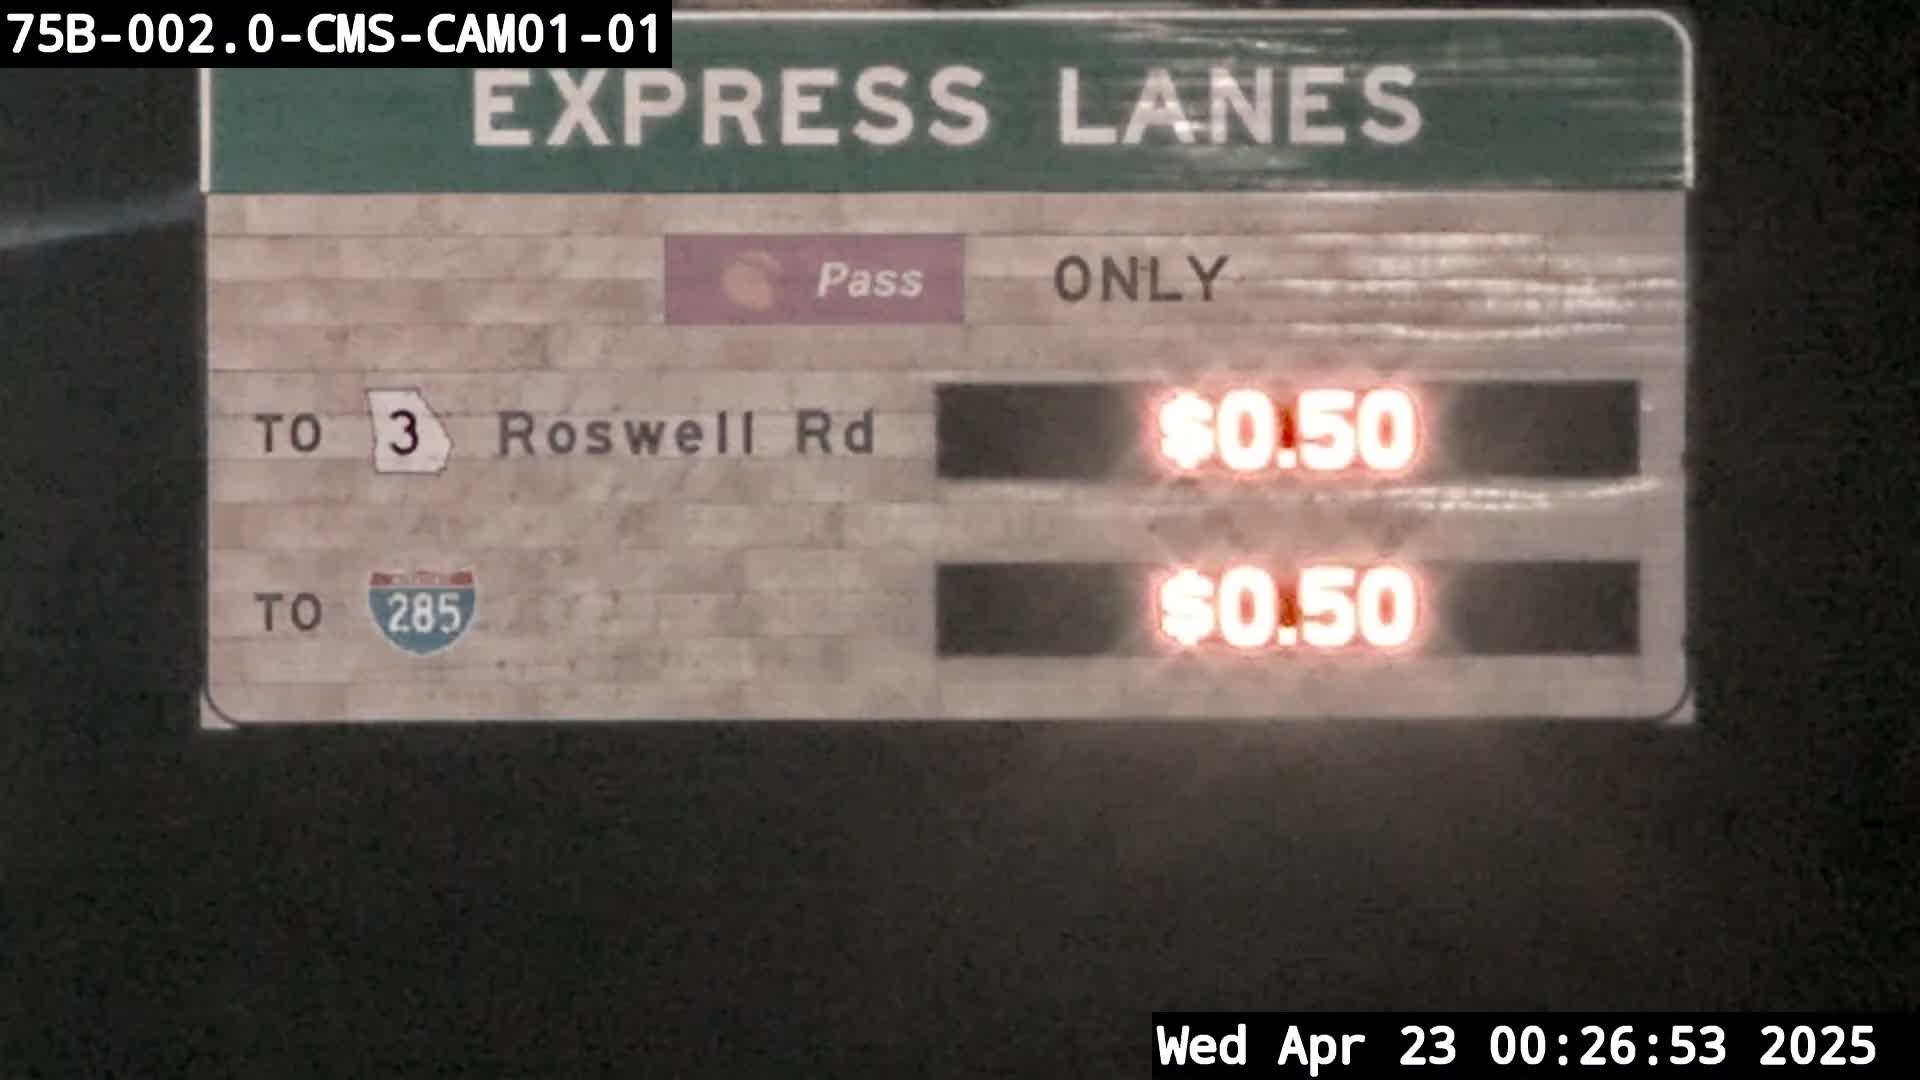 75B-002.0-CMS-CAM01-01
EXPRESS LANES
Pass ONLY
TO 3 Roswell Rd $0.50
TO 285 $0.50
Wed Apr 23 00:26:53 2025